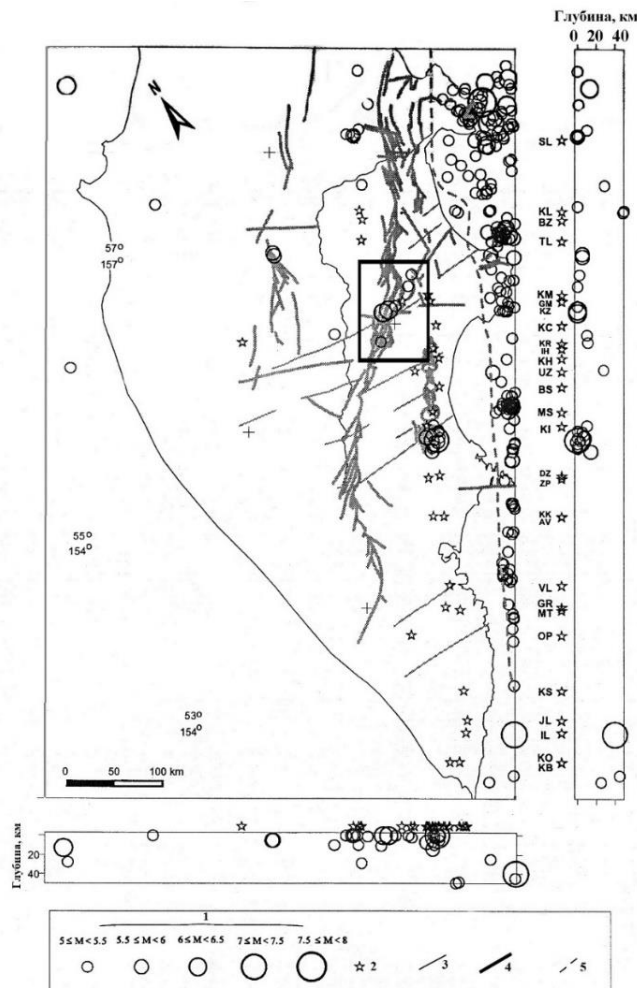 Глубина, км
0 20 40
N
SL
KL
BZ
TL
57°
157°
KM
GM
KZ
KC
KR
IH
KH
UZ
BS
MS
KI
DZ
ZP
55°
154°
KK
AV
VL
GR
MT
OP
KS
53°
154°
JL
IL
KO
KB
0 50 100 km
Глубина, км
20
40
1
5 ≤ M<5.5 5.5 ≤ M<6 6 ≤ M<6.5 7 ≤ M<7.5 7.5 ≤ M<8
2 3 4 5